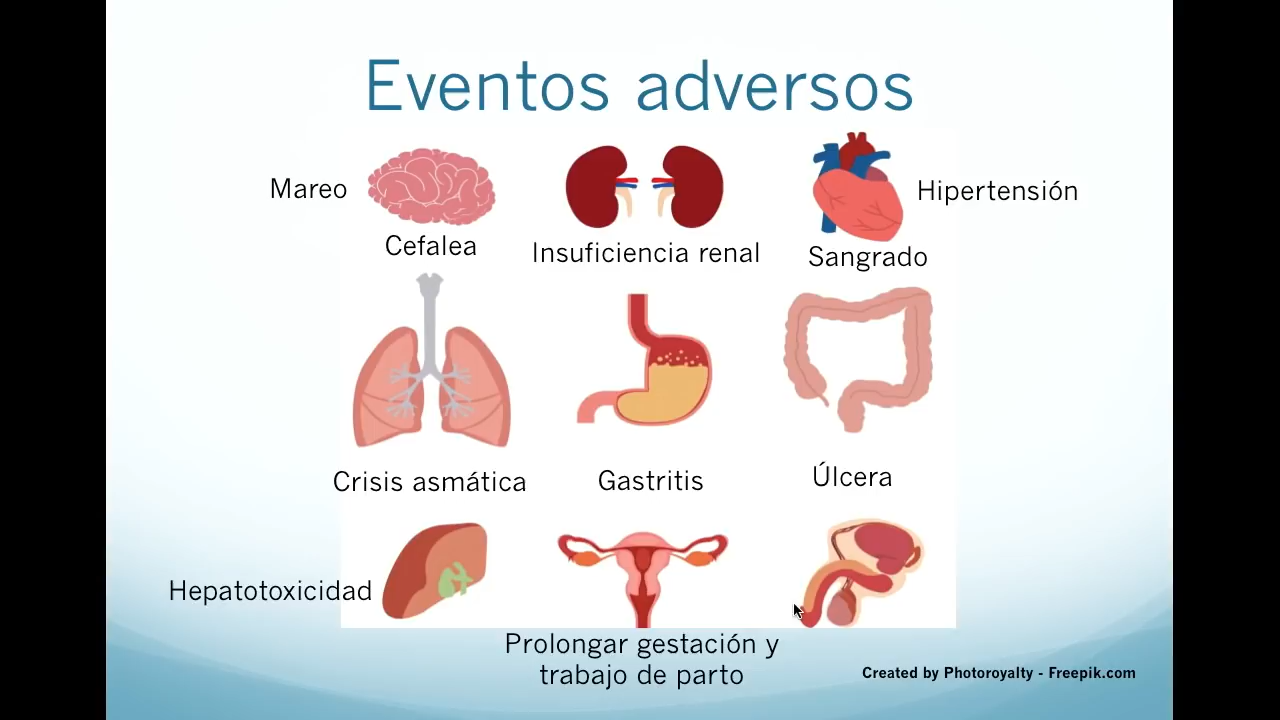 Eventos adversos
Mareo
Cefalea
Insuficiencia renal
Hipertensión
Sangrado
Crisis asmática
Gastritis
Úlcera
Hepatotoxicidad
Prolongar gestación y
trabajo de parto
Created by Photoroyalty - Freepik.com